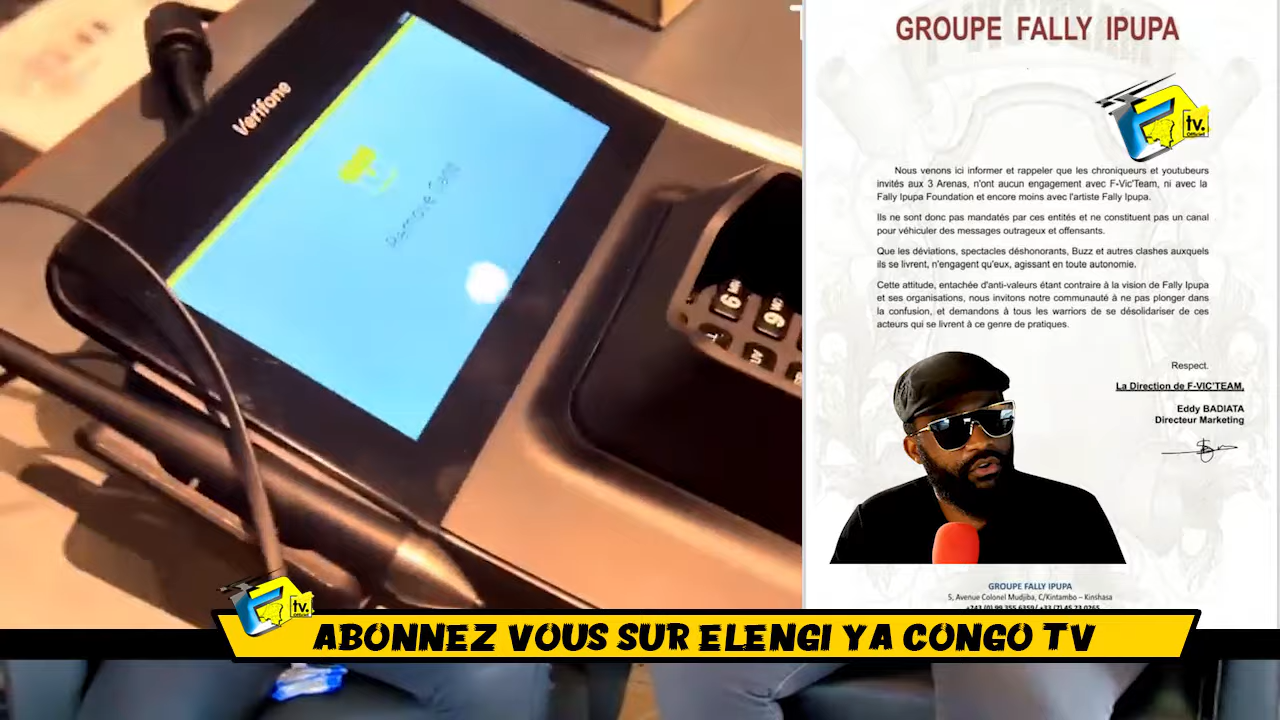 Verifone
Remove card
GROUPE FALLY IPUPA
tv.
Officiel
Nous venons ici informer et rappeler que les chroniqueurs et youtubeurs
invités aux 3 Arenas, n'ont aucun engagement avec F-Vic'Team, ni avec la
Fally Ipupa Foundation et encore moins avec l'artiste Fally Ipupa.
Ils ne sont donc pas mandatés par ces entités et ne constituent pas un canal
pour véhiculer des messages outrageux et offensants.
Que les déviations, spectacles déshonorants, Buzz et autres clashes auxquels
ils se livrent, n'engagent qu'eux, agissant en toute autonomie.
Cette attitude, entachée d'anti-valeurs étant contraire à la vision de Fally Ipupa
et ses organisations, nous invitons notre communauté à ne pas plonger dans
la confusion, et demandons à tous les warriors de se désolidariser de ces
acteurs qui se livrent à ce genre de pratiques.
Respect.
La Direction de F-VIC'TEAM,
Eddy BADIATA
Directeur Marketing
GROUPE FALLY IPUPA
5, Avenue Colonel Mudjiba, C/Kintambo – Kinshasa
tv.
Officiel
ABONNEZ VOUS SUR ELENGI YA CONGO TV